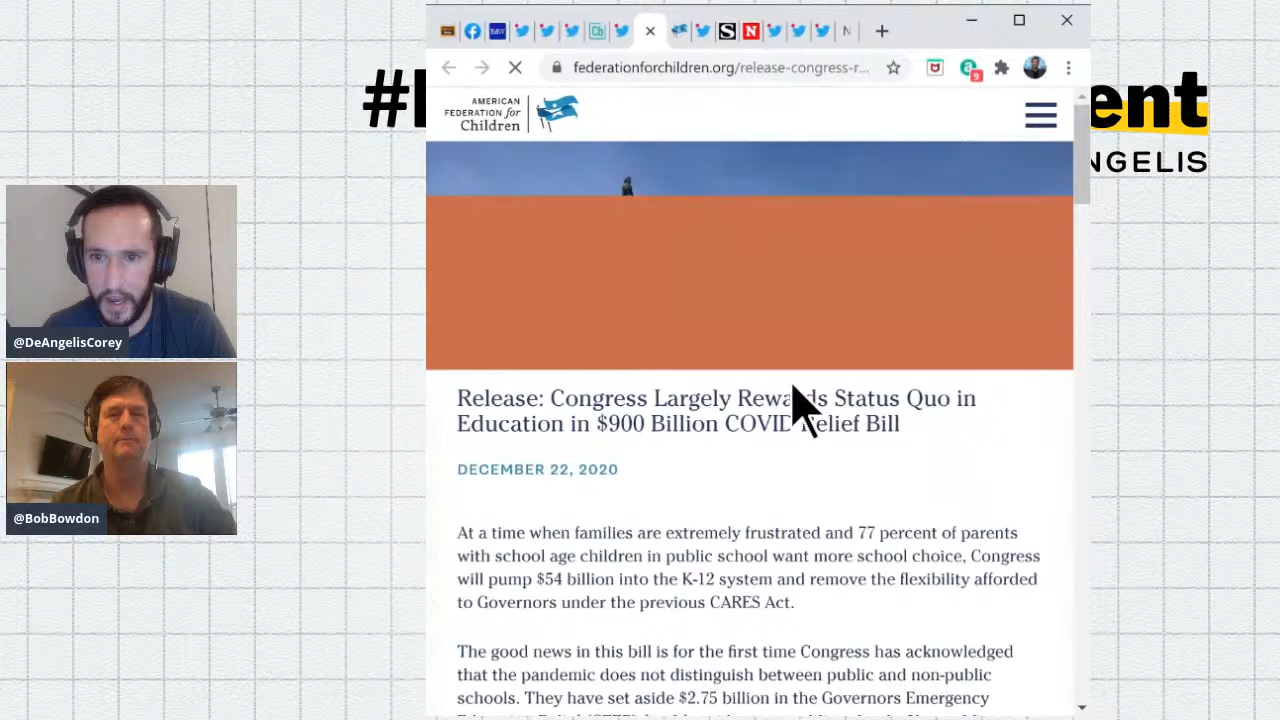 federationforchildren.org/release-congress-r...
9
AMERICAN
FEDERATION for
Children
ent
NGELIS
@DeAngelisCorey
@BobBowdon
Release: Congress Largely Rewards Status Quo in
Education in $900 Billion COVID Relief Bill
DECEMBER 22, 2020
At a time when families are extremely frustrated and 77 percent of parents
with school age children in public school want more school choice, Congress
will pump $54 billion into the K-12 system and remove the flexibility afforded
to Governors under the previous CARES Act.
The good news in this bill is for the first time Congress has acknowledged
that the pandemic does not distinguish between public and non-public
schools. They have set aside $2.75 billion in the Governors Emergency